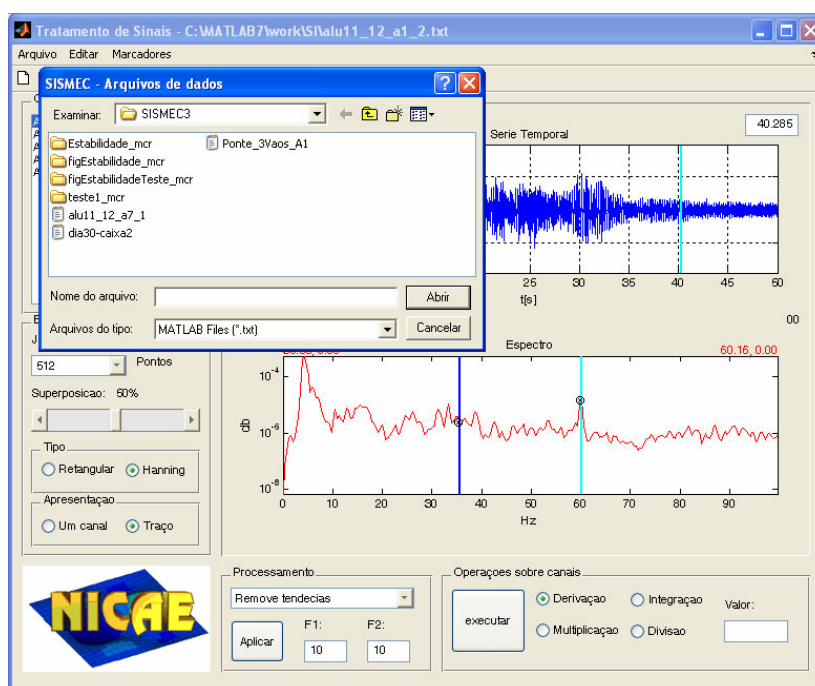 Tratamento de Sinais - C:\MATLAB7\work\SI\alu11_12_a1_2.txt
Arquivo Editar Marcadores
SISMEC - Arquivos de dados
Examinar: SISMEC3
Estabilidade_mcr
figEstabilidade_mcr
figEstabilidadeTeste_mcr
teste1_mcr
alu11_12_a7_1
dia30-caixa2
Ponte_3Vaos_A1
Nome do arquivo: Abrir
Arquivos do tipo: MATLAB Files (*.txt) Cancelar
Serie Temporal 40.285
25 30 35 40 45 50
t[s]
00
512 Pontos
Superposicao: 50%
Tipo
Retangular Hanning
Apresentaçao
Um canal Traço
Espectro 60.16, 0.00
10-4
10-6
10-8
db
0 10 20 30 40 50 60 70 80 90
Hz
NICAE
Processamento
Remove tendecias
Aplicar F1: F2:
10 10
Operaçoes sobre canais
executar
Derivaçao Integraçao
Multiplicaçao Divisao
Valor: